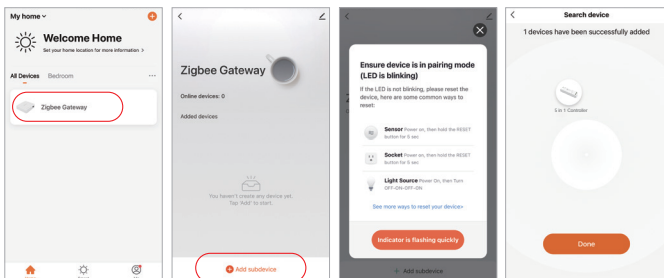 My home
Welcome Home
Set your home location for more information >
All Devices Bedroom
Zigbee Gateway
Zigbee Gateway
Online devices: 0
Added devices
You haven't create any device yet.
Tap 'Add' to start.
Add subdevice
Ensure device is in pairing mode
(LED is blinking)
If the LED is not blinking, please reset the
device, here are some common ways to
reset:
Sensor Power on, then hold the RESET
button for 5 sec
Socket Power on, then hold the RESET
button for 5 sec
Light Source Power On, then Turn
OFF-ON-OFF-ON
See more ways to reset your device>
Indicator is flashing quickly
+ Add subdevice
Search device
1 devices have been successfully added
5 in 1 Controller
Done